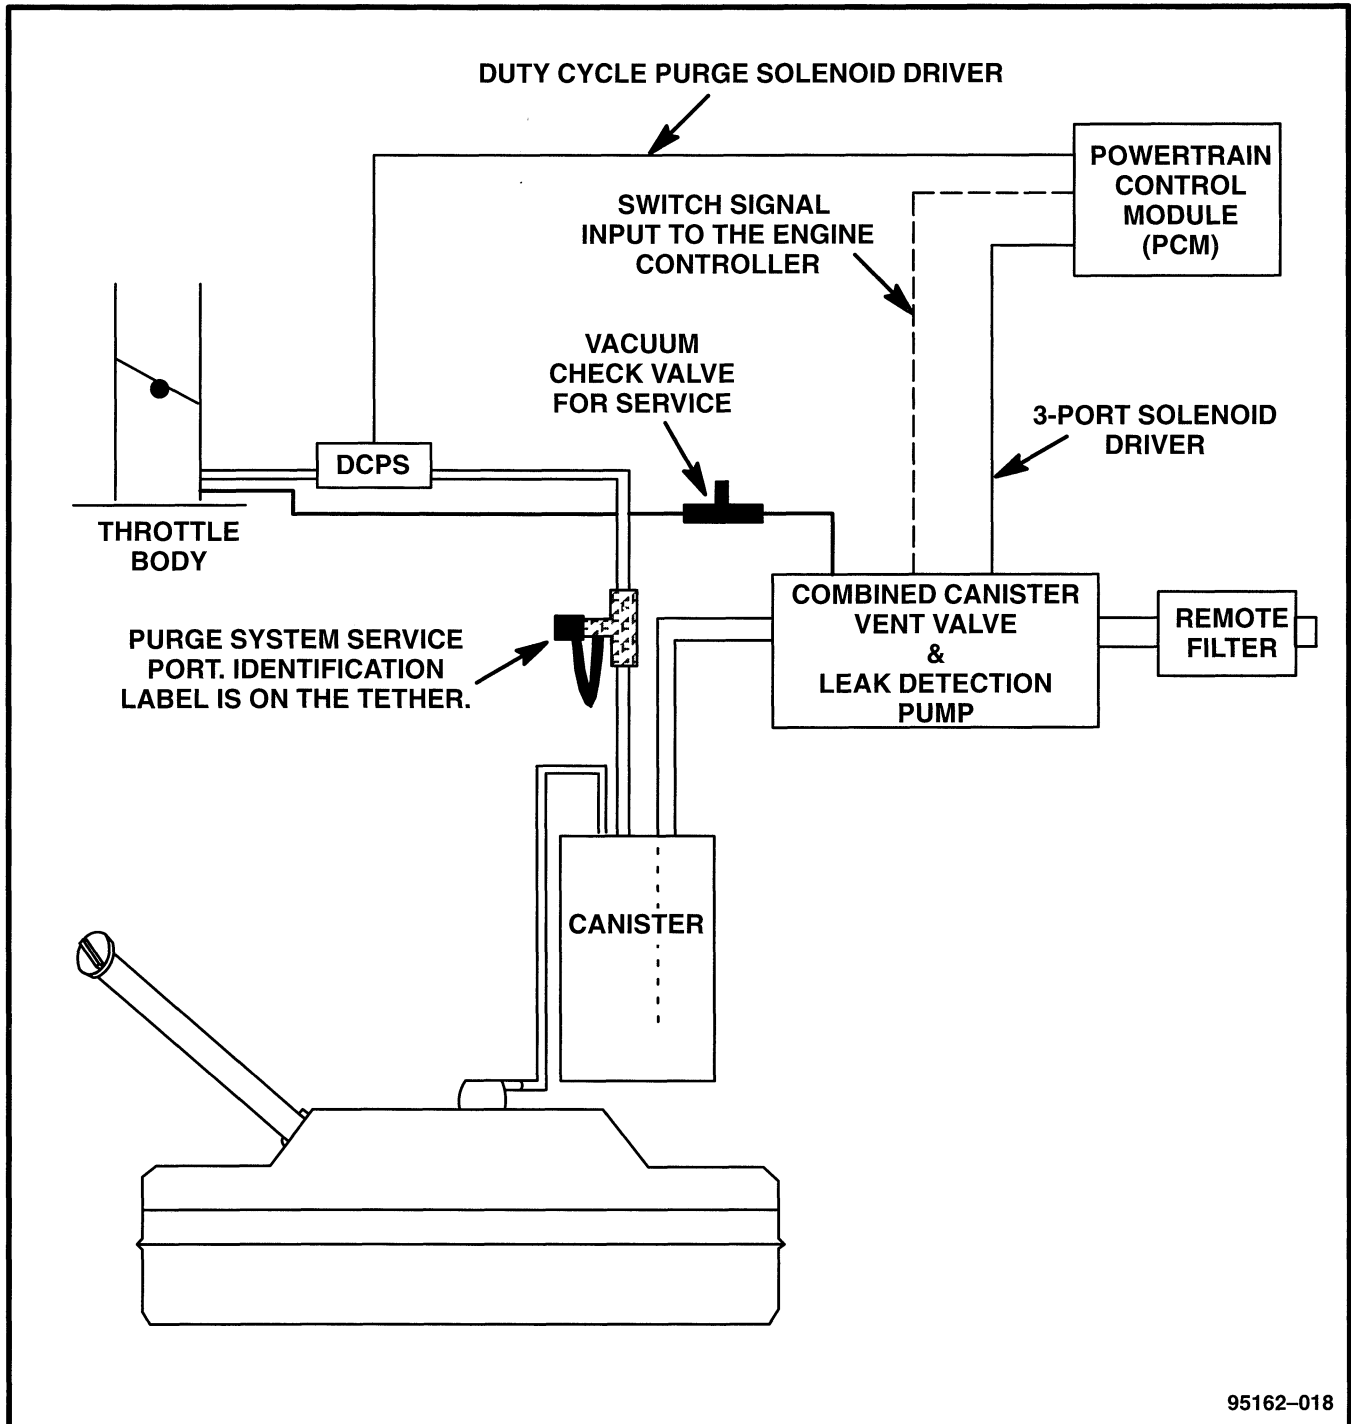 DUTY CYCLE PURGE SOLENOID DRIVER
POWERTRAIN
CONTROL
MODULE
(PCM)
SWITCH SIGNAL
INPUT TO THE ENGINE
CONTROLLER
VACUUM
CHECK VALVE
FOR SERVICE
3-PORT SOLENOID
DRIVER
DCPS
THROTTLE
BODY
COMBINED CANISTER
VENT VALVE
&
LEAK DETECTION
PUMP
REMOTE
FILTER
PURGE SYSTEM SERVICE
PORT. IDENTIFICATION
LABEL IS ON THE TETHER.
CANISTER
95162–018